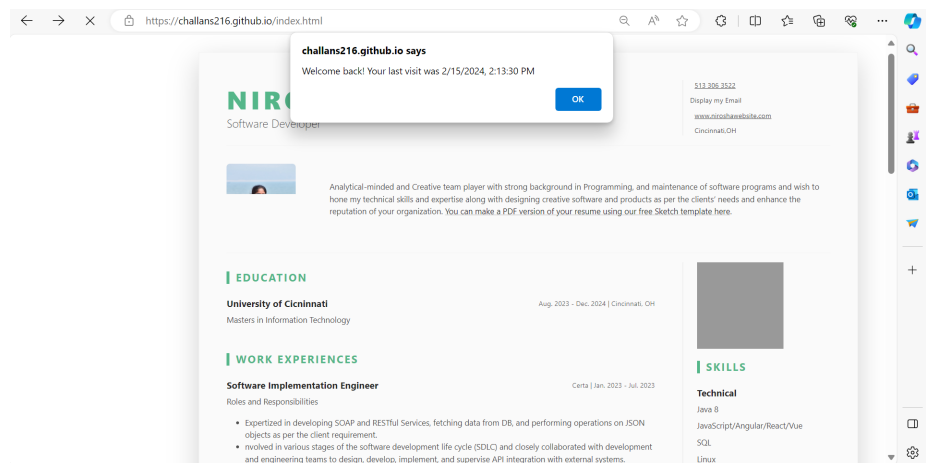 https://challans216.github.io/index.html
challans216.github.io says
Welcome back! Your last visit was 2/15/2024, 2:13:30 PM
OK
NIRO
Software Developer
513 306 3522
Display my Email
www.niroshawebsite.com
Cincinnati,OH
Analytical-minded and Creative team player with strong background in Programming, and maintenance of software programs and wish to
hone my technical skills and expertise along with designing creative software and products as per the clients' needs and enhance the
reputation of your organization. You can make a PDF version of your resume using our free Sketch template here.
EDUCATION
University of Cicninnati
Aug. 2023 - Dec. 2024 | Cincinnati, OH
Masters in Information Technology
WORK EXPERIENCES
Software Implementation Engineer
Certa | Jan. 2023 - Jul. 2023
Roles and Responsibilities
• Expertized in developing SOAP and RESTful Services, fetching data from DB, and performing operations on JSON
objects as per the client requirement.
• nvolved in various stages of the software development life cycle (SDLC) and closely collaborated with development
and engineering teams to design, develop, implement, and supervise API integration with external systems.
SKILLS
Technical
Java 8
JavaScript/Angular/React/Vue
SQL
Linux